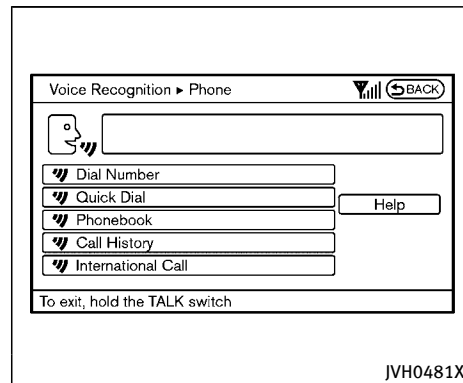 Voice Recognition ▸ Phone BACK
Dial Number
Quick Dial
Help
Phonebook
Call History
International Call
To exit, hold the TALK switch
JVH0481X